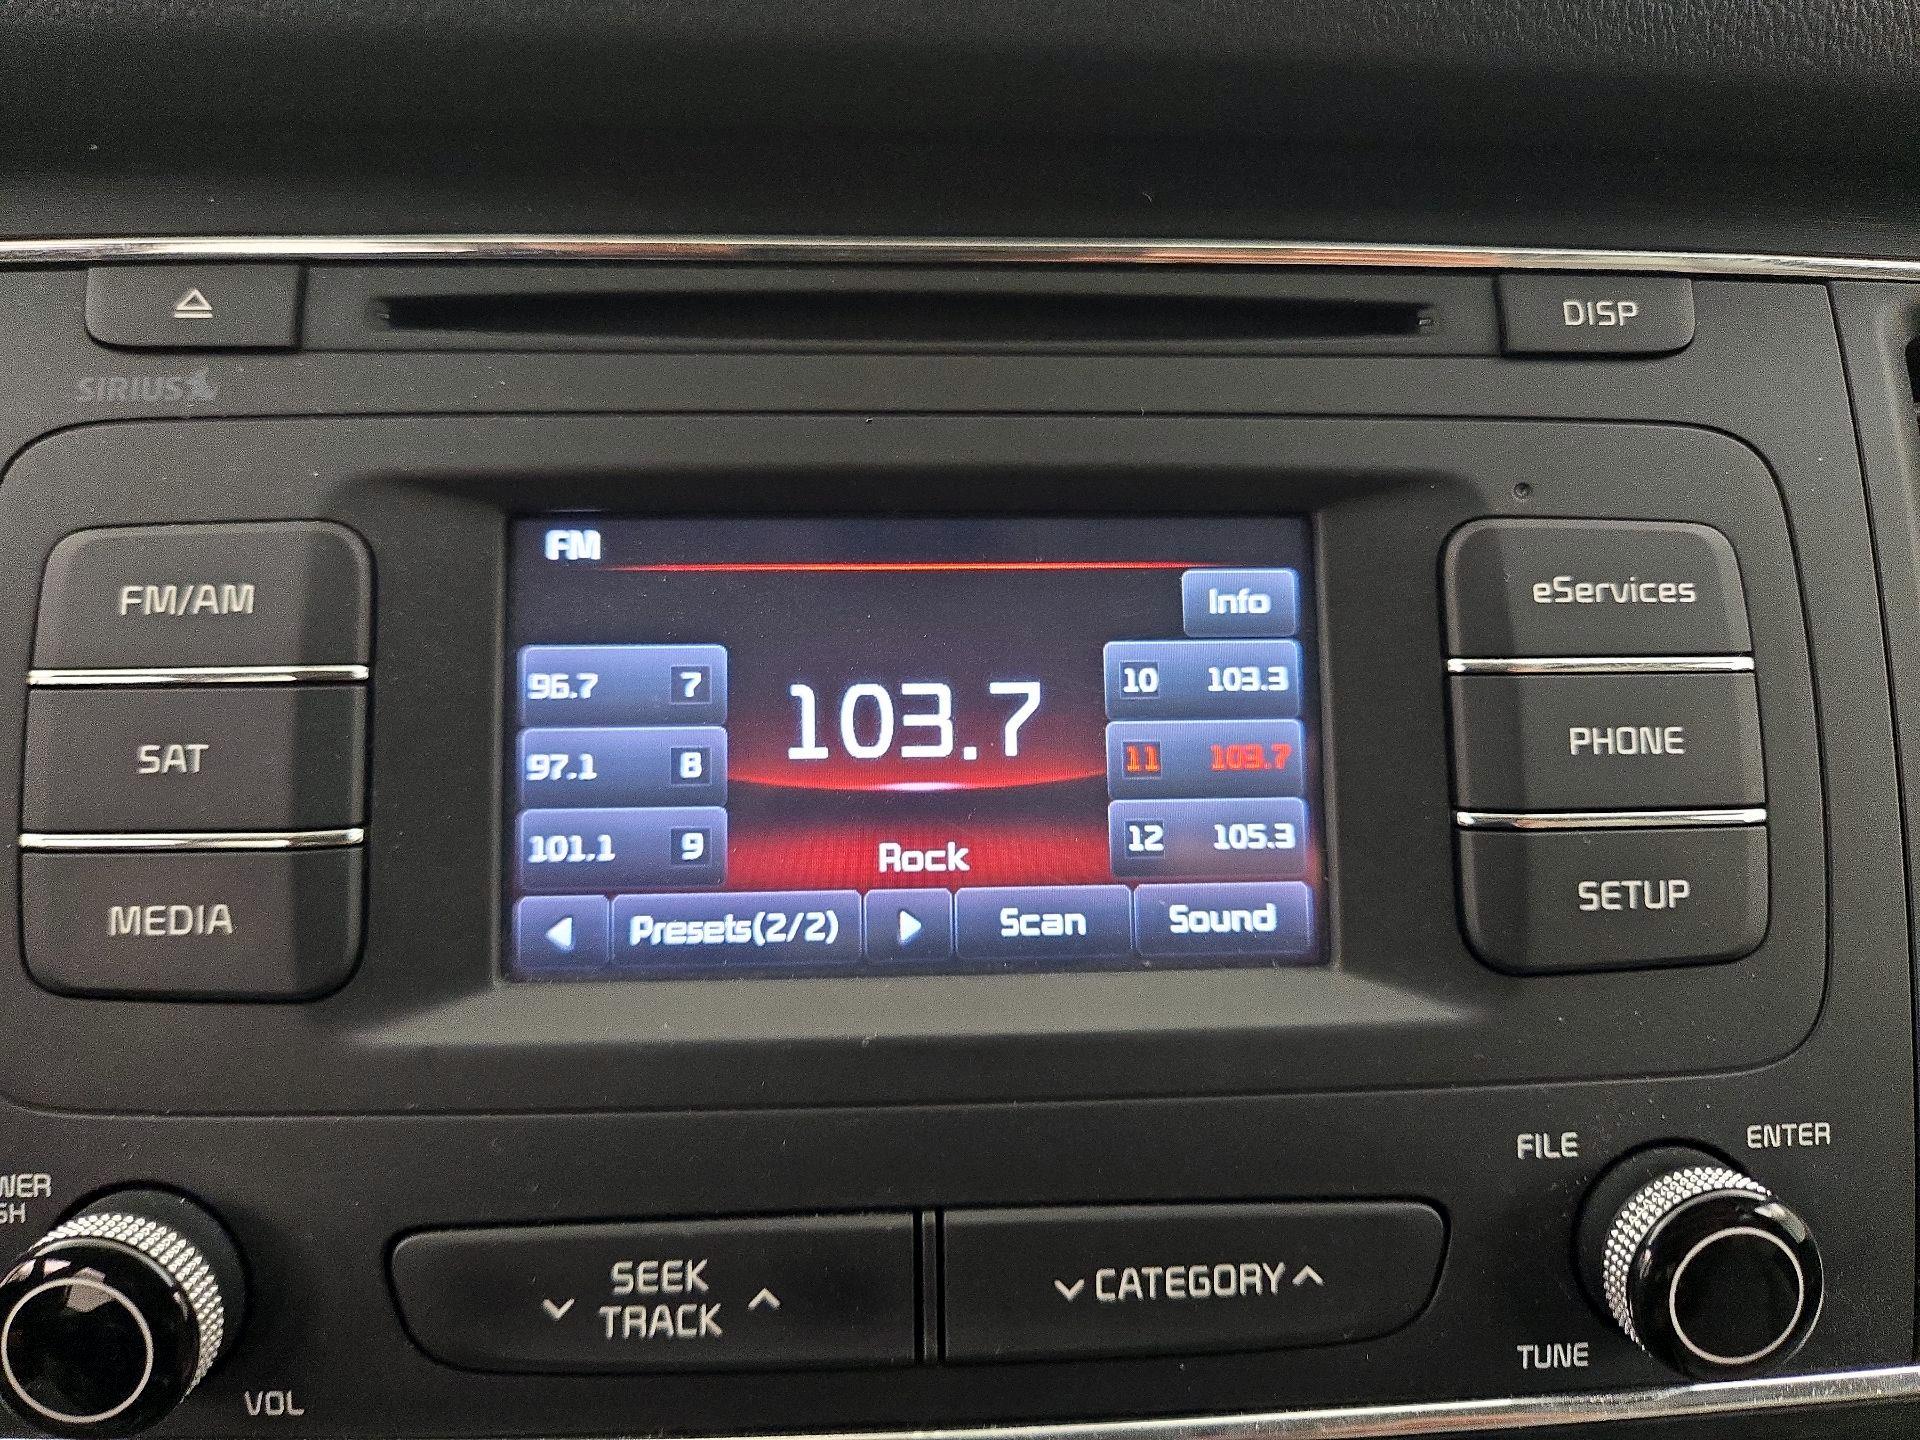 DISP
SIRIUS
FM
FM/AM
eServices
Info
96.7 7
10 103.3
103.7
SAT
97.1 8
11 103.7
PHONE
101.1 9
Rock
12 105.3
MEDIA
Presets(2/2)
Scan
Sound
SETUP
FILE
ENTER
SEEK
TRACK
CATEGORY
VOL
TUNE